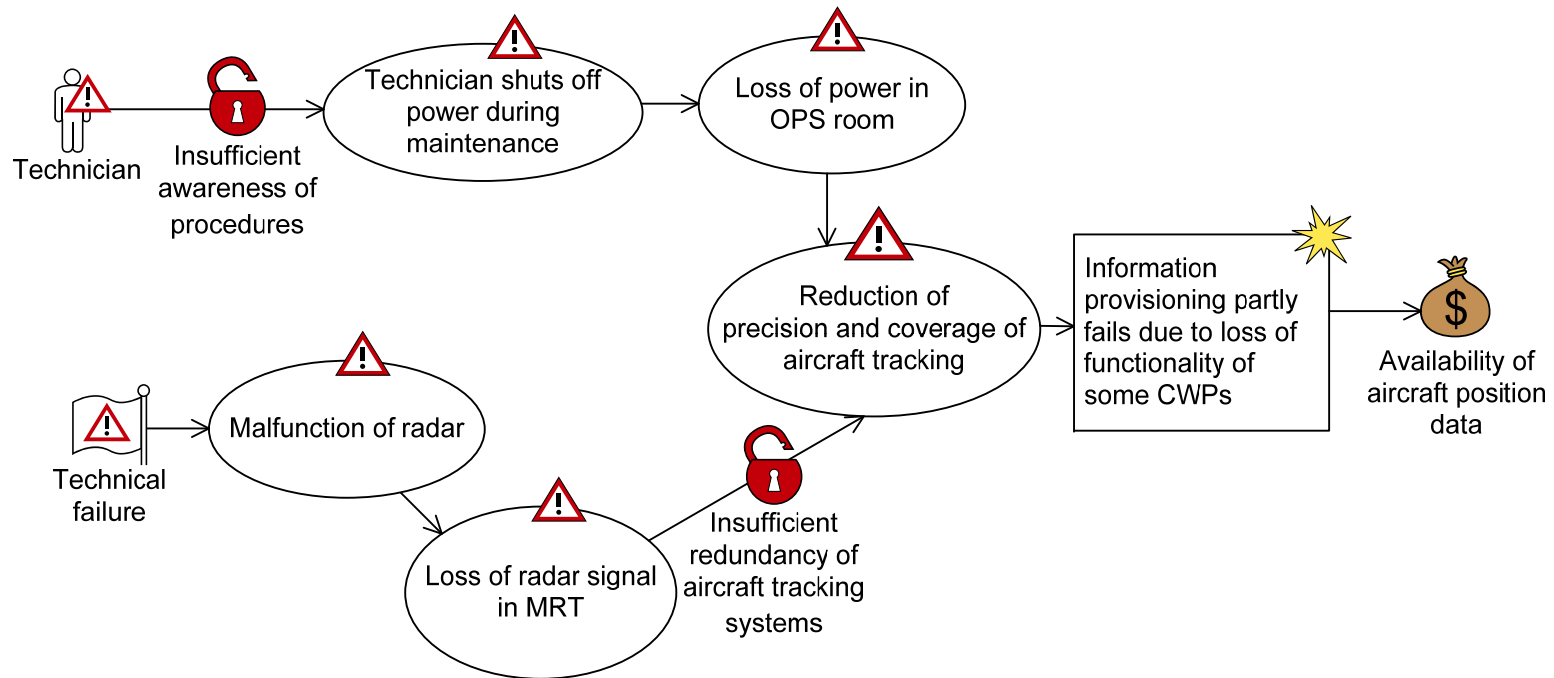 Technician
Insufficient
awareness of
procedures
Technician shuts off
power during
maintenance
Loss of power in
OPS room
Reduction of
precision and coverage of
aircraft tracking
Information
provisioning partly
fails due to loss of
functionality of
some CWPs
$
Availability of
aircraft position
data
Technical
failure
Malfunction of radar
Loss of radar signal
in MRT
Insufficient
redundancy of
aircraft tracking
systems